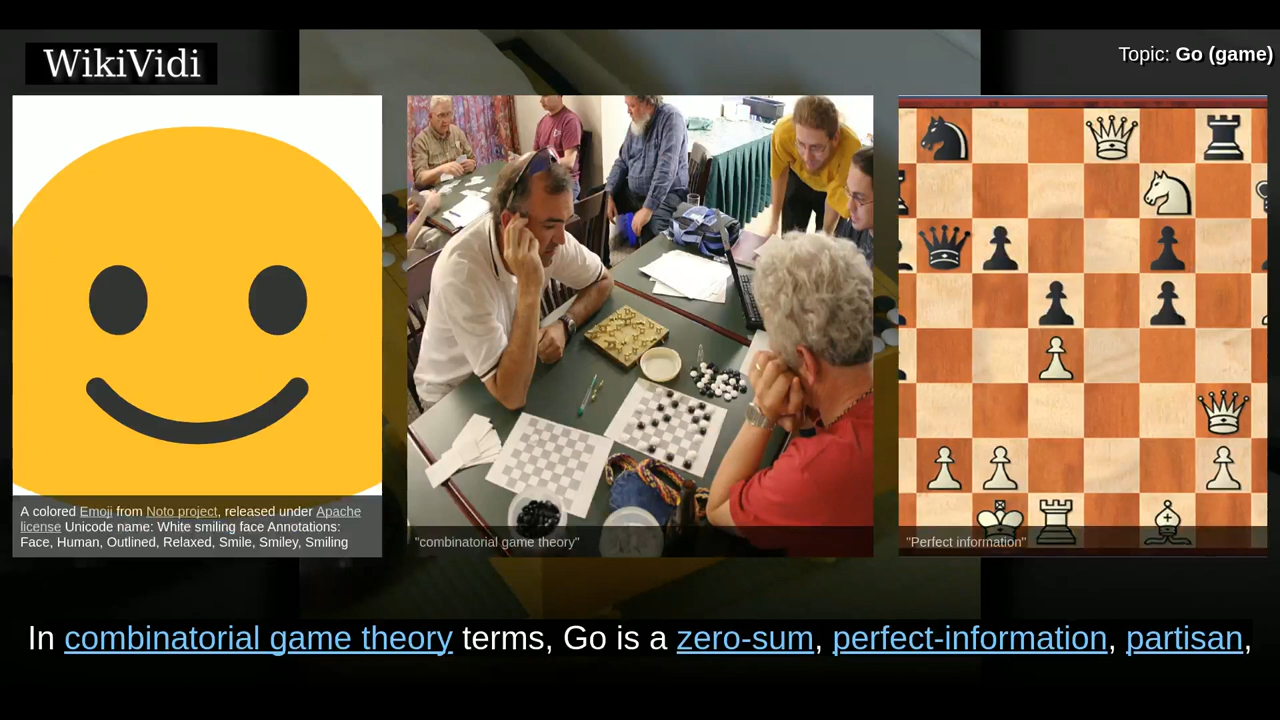 WikiVidi
Topic: Go (game)
A colored Emoji from Noto project, released under Apache
license Unicode name: White smiling face Annotations:
Face, Human, Outlined, Relaxed, Smile, Smiley, Smiling
"combinatorial game theory"
"Perfect information"
In combinatorial game theory terms, Go is a zero-sum, perfect-information, partisan,